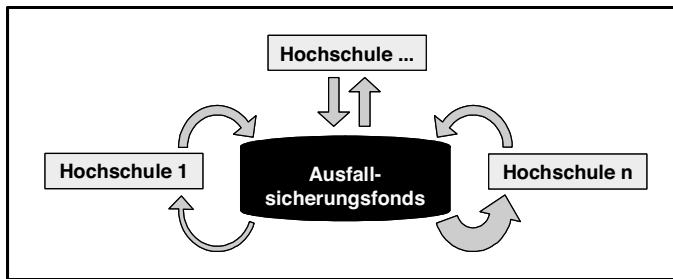 Hochschule ...
Hochschule 1
Ausfall-
sicherungsfonds
Hochschule n